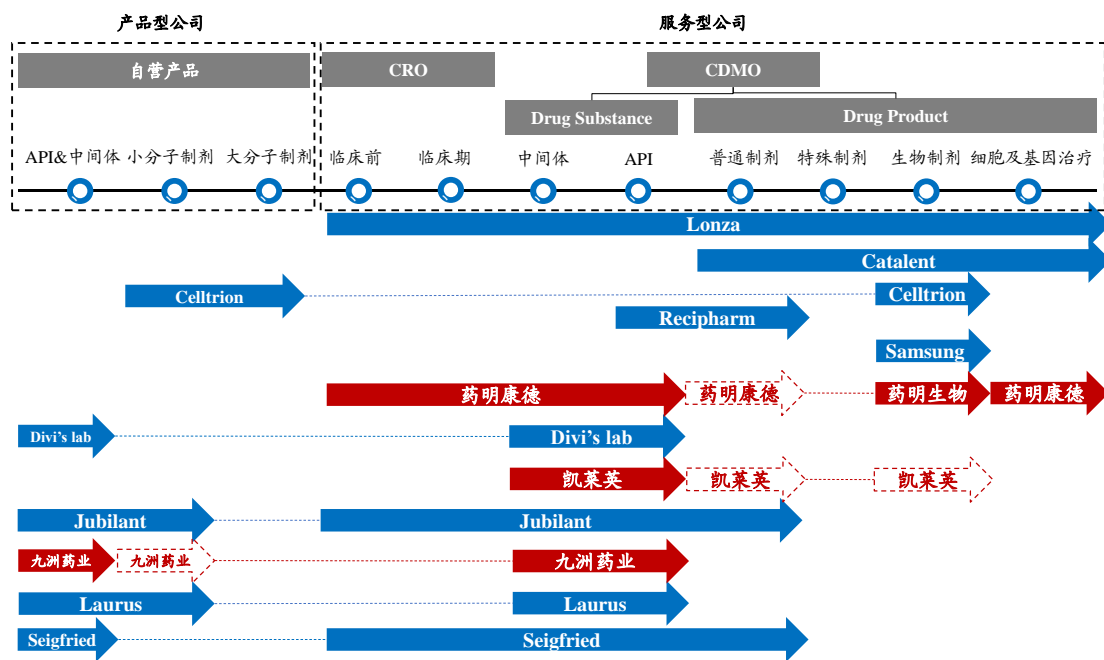 产品型公司 服务型公司
自营产品 CRO CDMO
Drug Substance Drug Product
API&中间体 小分子制剂 大分子制剂 临床前 临床期 中间体 API 普通制剂 特殊制剂 生物制剂 细胞及基因治疗
Lonza
Catalent
Celltrion Celltrion
Recipharm
Samsung
药明康德 药明康德 药明生物 药明康德
Divi's lab Divi's lab
凯莱英 凯莱英 凯莱英
Jubilant Jubilant
九洲药业 九洲药业 九洲药业
Laurus Laurus
Seigfried Seigfried